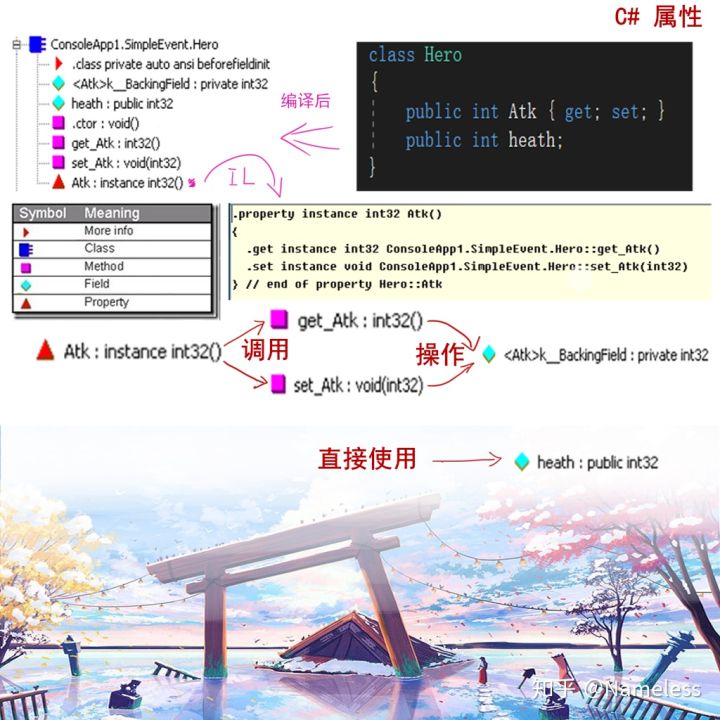 C# 属性
ConsoleApp1.SimpleEvent.Hero
.class private auto ansi beforefieldinit
<Atk>k__BackingField : private int32
heath : public int32
.ctor : void()
get_Atk : int32()
set_Atk : void(int32)
Atk : instance int32()
编译后
IL
class Hero
{
public int Atk { get; set; }
public int heath;
}
Symbol Meaning
More info
Class
Method
Field
Property
.property instance int32 Atk()
{
.get instance int32 ConsoleApp1.SimpleEvent.Hero::get_Atk()
.set instance void ConsoleApp1.SimpleEvent.Hero::set_Atk(int32)
} // end of property Hero::Atk
Atk : instance int32()
调用
get_Atk : int32()
set_Atk : void(int32)
操作
<Atk>k__BackingField : private int32
直接使用
heath : public int32
知乎 @Nameless